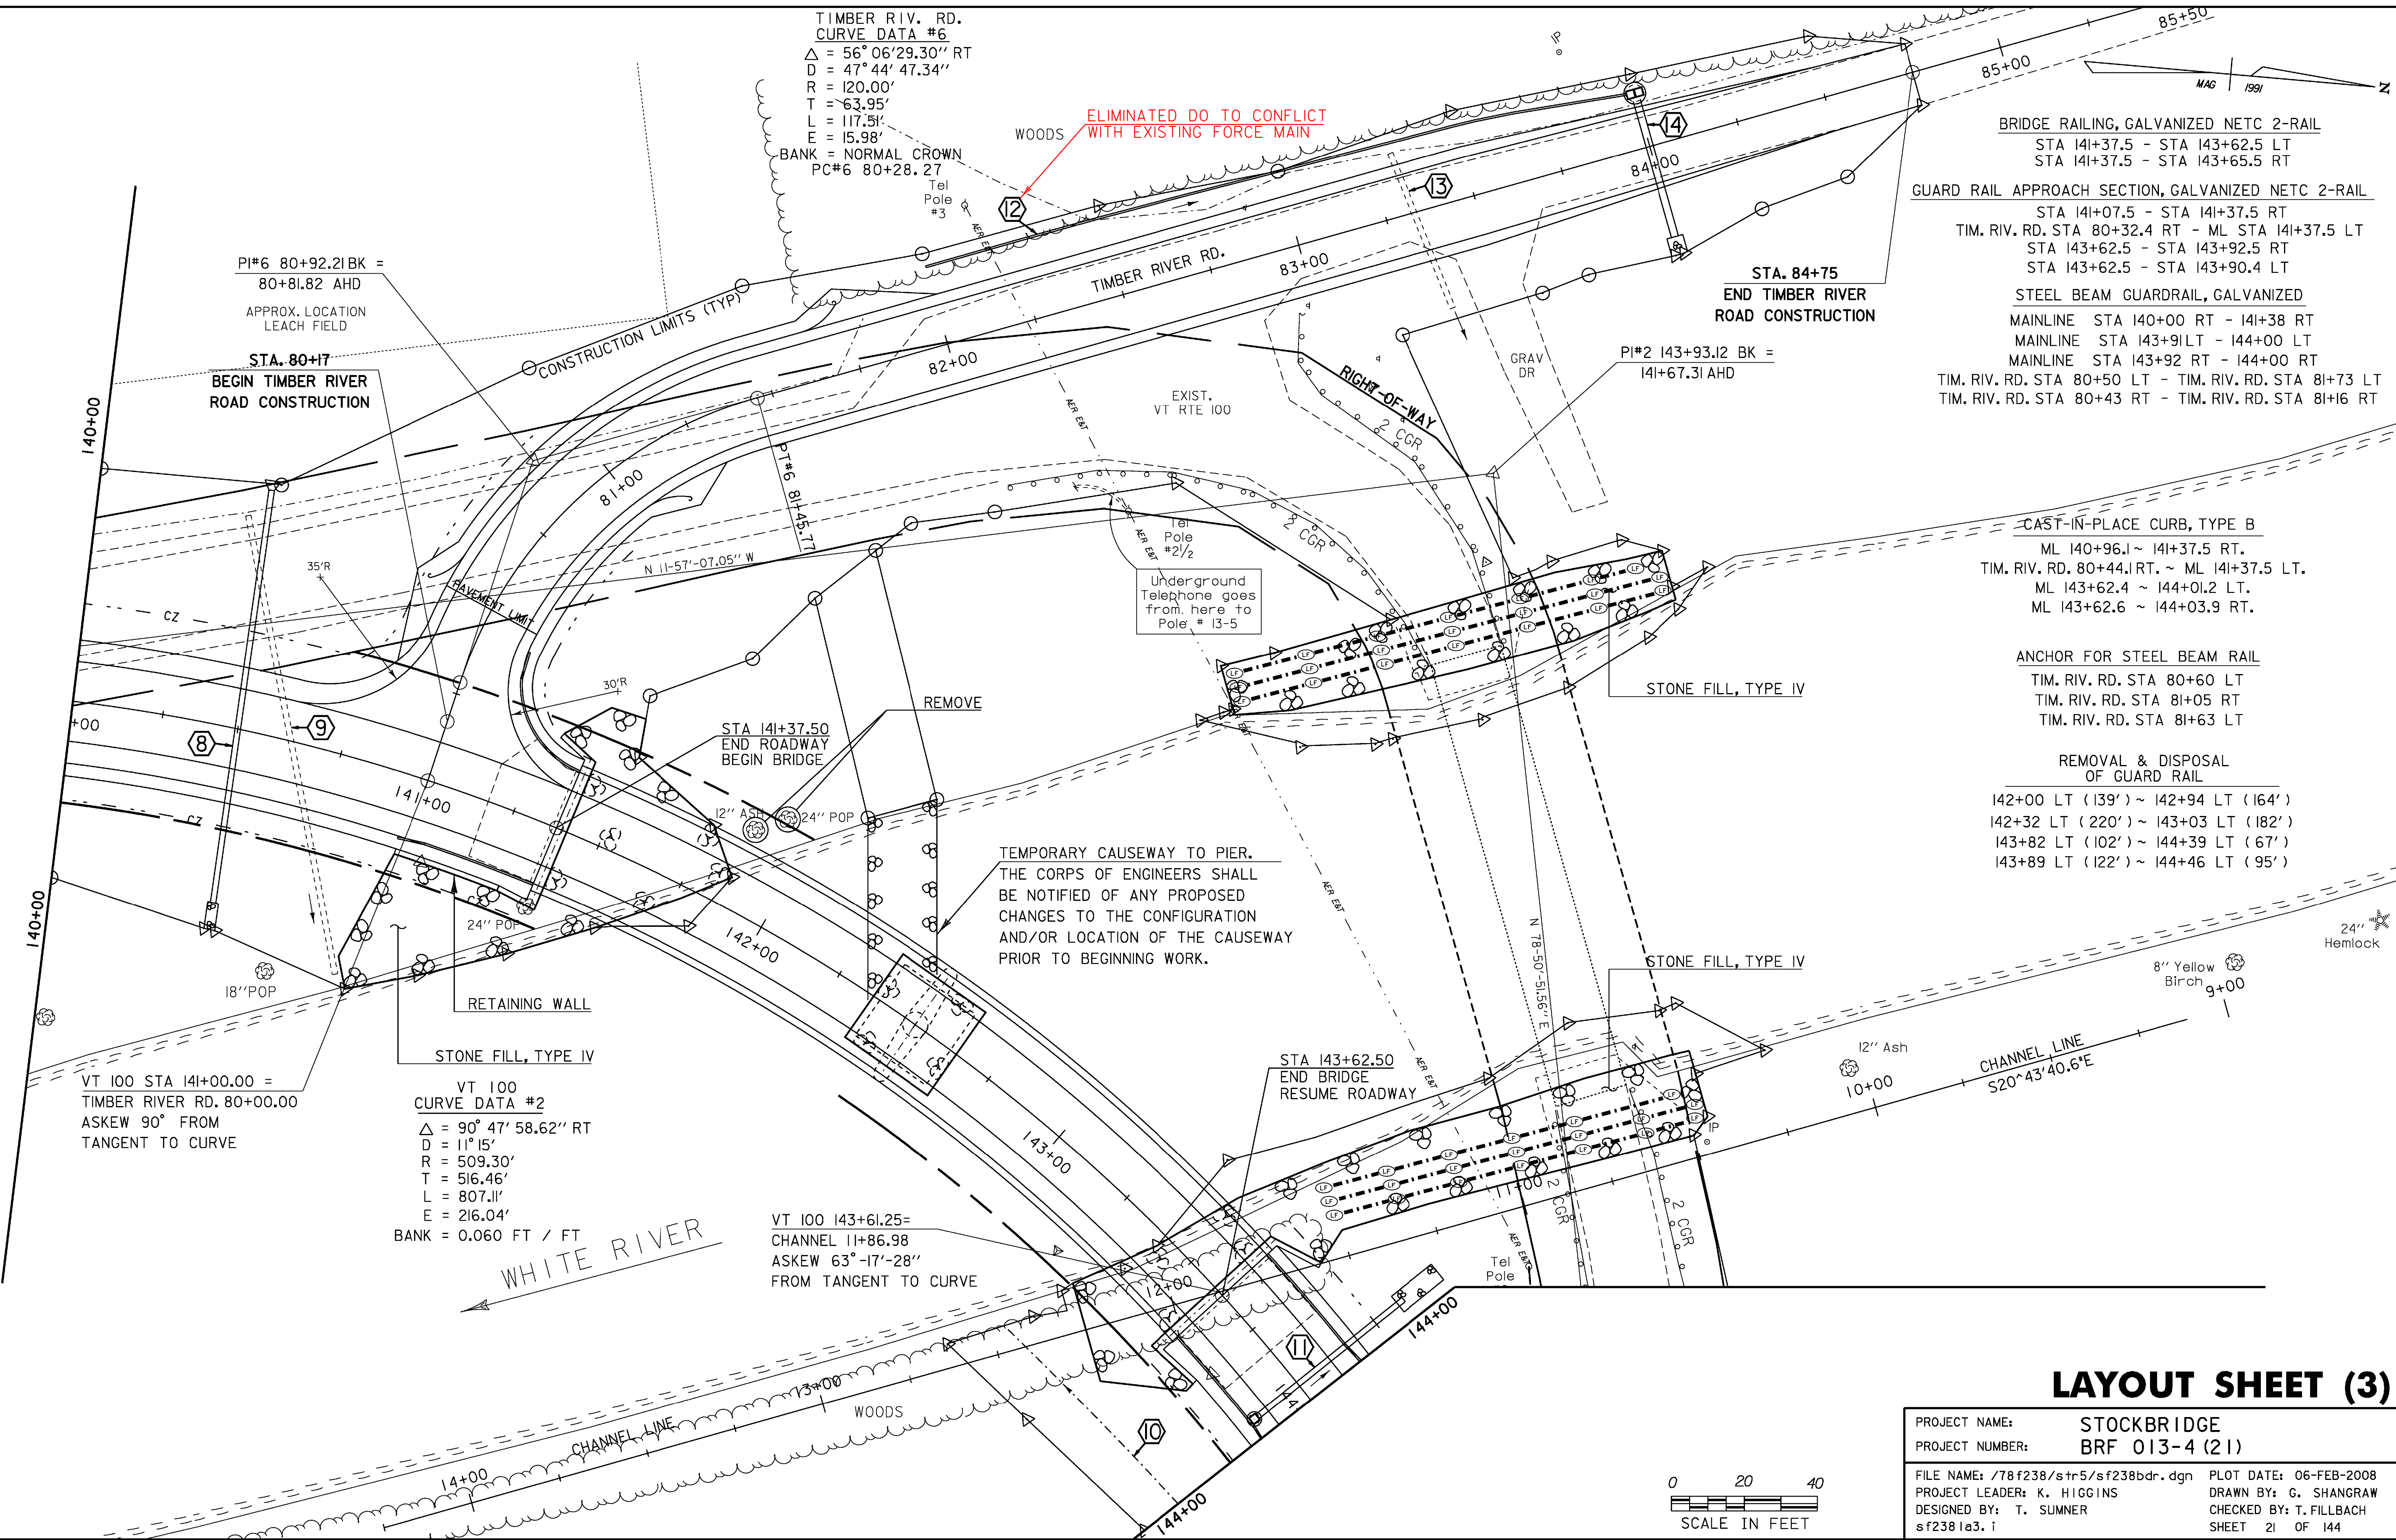 TIMBER RIV. RD.
CURVE DATA #6
△ = 56° 06'29.30'' RT
D = 47° 44' 47.34''
R = 120.00'
T = 63.95'
L = 117.51'
E = 15.98'
BANK = NORMAL CROWN
PC#6 80+28.27
Tel
Pole
#3
WOODS
ELIMINATED DO TO CONFLICT
WITH EXISTING FORCE MAIN
12
13
14
IP
85+50
85+00
84+00
83+00
82+00
81+00
TIMBER RIVER RD.
MAG 1991
N
BRIDGE RAILING, GALVANIZED NETC 2-RAIL
STA 141+37.5 - STA 143+62.5 LT
STA 141+37.5 - STA 143+65.5 RT
GUARD RAIL APPROACH SECTION, GALVANIZED NETC 2-RAIL
STA 141+07.5 - STA 141+37.5 RT
TIM. RIV. RD. STA 80+32.4 RT - ML STA 141+37.5 LT
STA 143+62.5 - STA 143+92.5 RT
STA 143+62.5 - STA 143+90.4 LT
STEEL BEAM GUARDRAIL, GALVANIZED
MAINLINE STA 140+00 RT - 141+38 RT
MAINLINE STA 143+91 LT - 144+00 LT
MAINLINE STA 143+92 RT - 144+00 RT
TIM. RIV. RD. STA 80+50 LT - TIM. RIV. RD. STA 81+73 LT
TIM. RIV. RD. STA 80+43 RT - TIM. RIV. RD. STA 81+16 RT
CAST-IN-PLACE CURB, TYPE B
ML 140+96.1 ~ 141+37.5 RT.
TIM. RIV. RD. 80+44.1 RT. ~ ML 141+37.5 LT.
ML 143+62.4 ~ 144+01.2 LT.
ML 143+62.6 ~ 144+03.9 RT.
ANCHOR FOR STEEL BEAM RAIL
TIM. RIV. RD. STA 80+60 LT
TIM. RIV. RD. STA 81+05 RT
TIM. RIV. RD. STA 81+63 LT
REMOVAL & DISPOSAL
OF GUARD RAIL
142+00 LT (139') ~ 142+94 LT (164')
142+32 LT (220') ~ 143+03 LT (182')
143+82 LT (102') ~ 144+39 LT (67')
143+89 LT (122') ~ 144+46 LT (95')
STA. 84+75
END TIMBER RIVER
ROAD CONSTRUCTION
PI#2 143+93.12 BK =
141+67.31 AHD
GRAV
DR
RIGHT-OF-WAY
2 CGR
2 CGR
EXIST.
VT RTE 100
AER E&T
AER E&T
AER E&T
PI#6 80+92.21 BK =
80+81.82 AHD
APPROX. LOCATION
LEACH FIELD
STA. 80+17
BEGIN TIMBER RIVER
ROAD CONSTRUCTION
CONSTRUCTION LIMITS (TYP)
140+00
PT#6 81+45.77
N 11-57'-07.05'' W
Tel
Pole
#2½
Underground
Telephone goes
from here to
Pole # 13-5
35'R
30'R
PAVEMENT LIMIT
CZ
CZ
CZ
+00
8
9
141+00
STA 141+37.50
END ROADWAY
BEGIN BRIDGE
REMOVE
12'' ASH
24'' POP
24'' POP
18''POP
STONE FILL, TYPE IV
TEMPORARY CAUSEWAY TO PIER.
THE CORPS OF ENGINEERS SHALL
BE NOTIFIED OF ANY PROPOSED
CHANGES TO THE CONFIGURATION
AND/OR LOCATION OF THE CAUSEWAY
PRIOR TO BEGINNING WORK.
AER E&T
142+00
140+00
RETAINING WALL
STONE FILL, TYPE IV
STONE FILL, TYPE IV
N 78-50'-51.56'' E
24''
Hemlock
8'' Yellow
Birch
9+00
12'' Ash
10+00
CHANNEL LINE
S20°43'40.6"E
VT 100 STA 141+00.00 =
TIMBER RIVER RD. 80+00.00
ASKEW 90° FROM
TANGENT TO CURVE
VT 100
CURVE DATA #2
△ = 90° 47' 58.62'' RT
D = 11° 15'
R = 509.30'
T = 516.46'
L = 807.11'
E = 216.04'
BANK = 0.060 FT / FT
STA 143+62.50
END BRIDGE
RESUME ROADWAY
AER E&T
143+00
IP
11+00
2 CGR
2 CGR
WHITE RIVER
VT 100 143+61.25=
CHANNEL 11+86.98
ASKEW 63°-17'-28''
FROM TANGENT TO CURVE
Tel
Pole
AER E&T
12+00
144+00
11
10
13+00
WOODS
CHANNEL LINE
14+00
144+00
0 20 40
SCALE IN FEET
LAYOUT SHEET (3)
PROJECT NAME: STOCKBRIDGE
PROJECT NUMBER: BRF 013-4 (21)
FILE NAME: /78f238/str5/sf238bdr.dgn PLOT DATE: 06-FEB-2008
PROJECT LEADER: K. HIGGINS DRAWN BY: G. SHANGRAW
DESIGNED BY: T. SUMNER CHECKED BY: T. FILLBACH
sf2381a3.i SHEET 21 OF 144